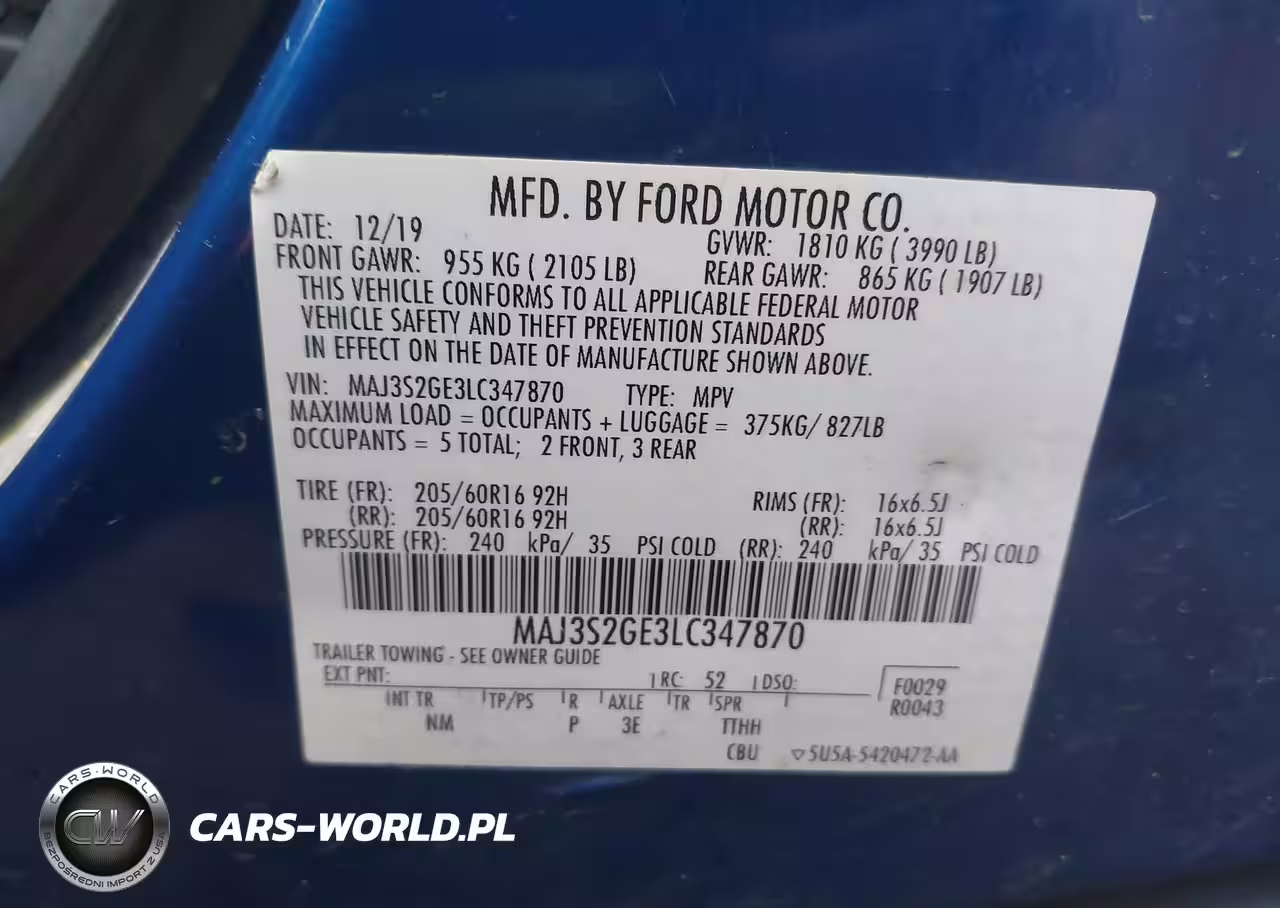 MFD. BY FORD MOTOR CO.
DATE: 12/19 GVWR: 1810 KG ( 3990 LB)
FRONT GAWR: 955 KG ( 2105 LB) REAR GAWR: 865 KG ( 1907 LB)
THIS VEHICLE CONFORMS TO ALL APPLICABLE FEDERAL MOTOR
VEHICLE SAFETY AND THEFT PREVENTION STANDARDS
IN EFFECT ON THE DATE OF MANUFACTURE SHOWN ABOVE.
VIN: MAJ3S2GE3LC347870 TYPE: MPV
MAXIMUM LOAD = OCCUPANTS + LUGGAGE = 375KG/ 827LB
OCCUPANTS = 5 TOTAL; 2 FRONT, 3 REAR
TIRE (FR): 205/60R16 92H RIMS (FR): 16x6.5J
(RR): 205/60R16 92H (RR): 16x6.5J
PRESSURE (FR): 240 kPa/ 35 PSI COLD (RR): 240 kPa/ 35 PSI COLD
MAJ3S2GE3LC347870
TRAILER TOWING - SEE OWNER GUIDE
EXT PNT: RC: 52 DSO: F0029
INT TR TP/PS R AXLE TR SPR R0043
NM P 3E TTHH
CBU 5U5A-5420472-AA
CARS-WORLD
CW
BEZPOŚREDNI IMPORT Z USA
CARS-WORLD.PL